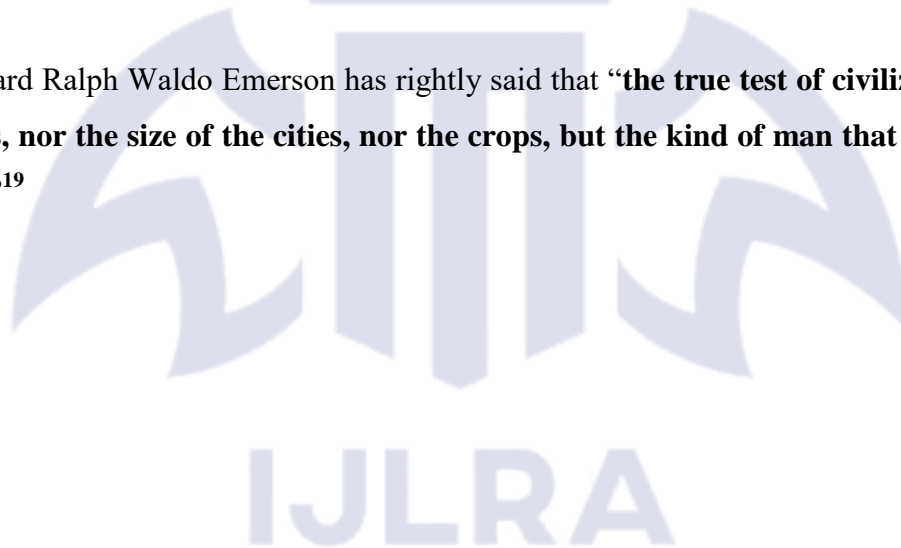 ard Ralph Waldo Emerson has rightly said that “the true test of civiliz
, nor the size of the cities, nor the crops, but the kind of man that
”19
IJLRA